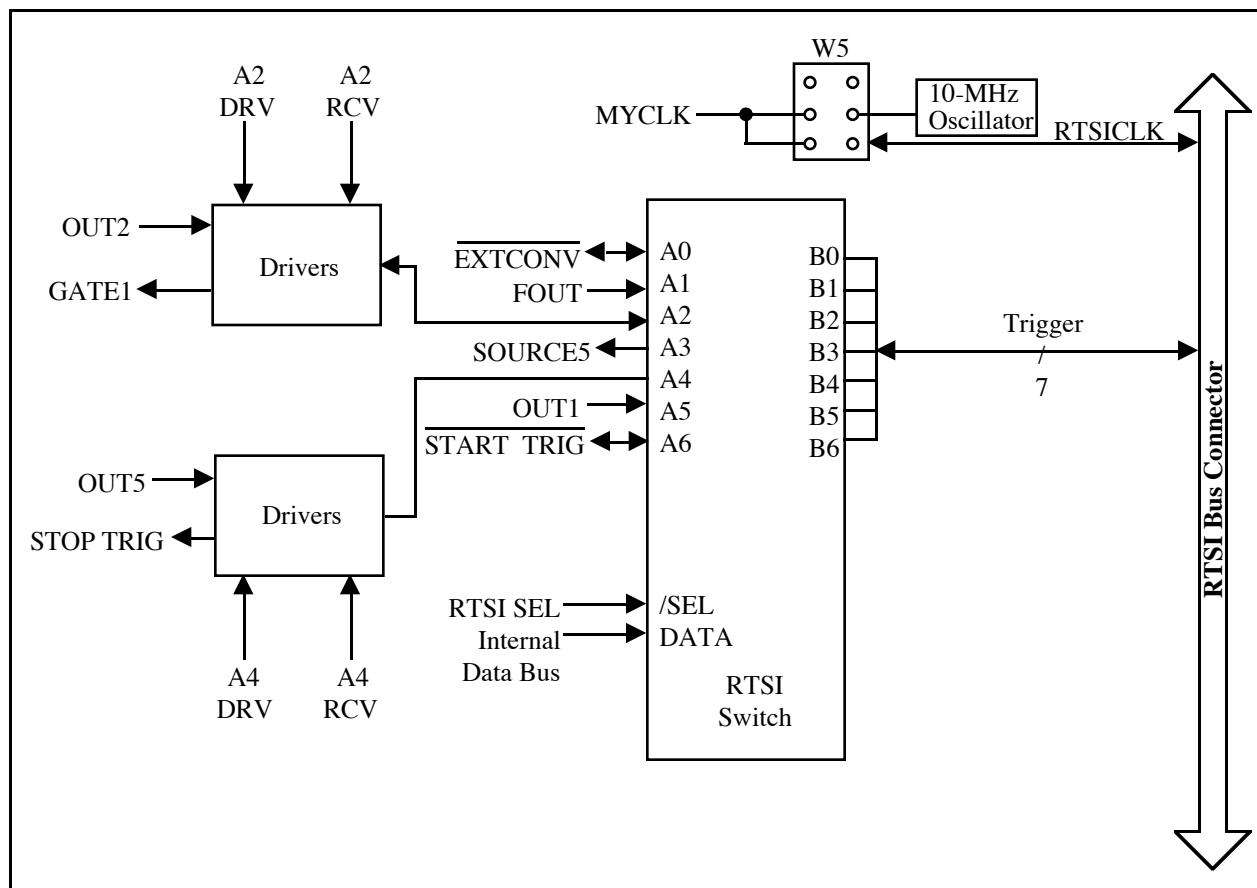 W5
A2
DRV
A2
RCV
MYCLK
10-MHz
Oscillator
RTSICLK
OUT2
GATE1
Drivers
EXTCONV
FOUT
SOURCE5
OUT1
START TRIG
A0
A1
A2
A3
A4
A5
A6
B0
B1
B2
B3
B4
B5
B6
Trigger
/
7
RTSI Bus Connector
OUT5
STOP TRIG
Drivers
A4
DRV
A4
RCV
RTSI SEL
Internal
Data Bus
/SEL
DATA
RTSI
Switch